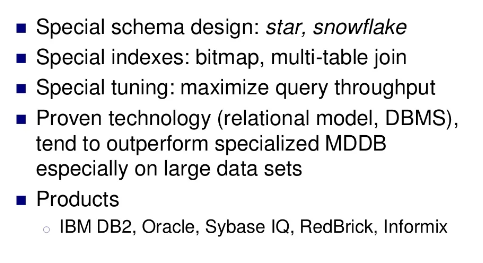 Special schema design: star, snowflake
Special indexes: bitmap, multi-table join
Special tuning: maximize query throughput
Proven technology (relational model, DBMS),
tend to outperform specialized MDDB
especially on large data sets
Products
IBM DB2, Oracle, Sybase IQ, RedBrick, Informix